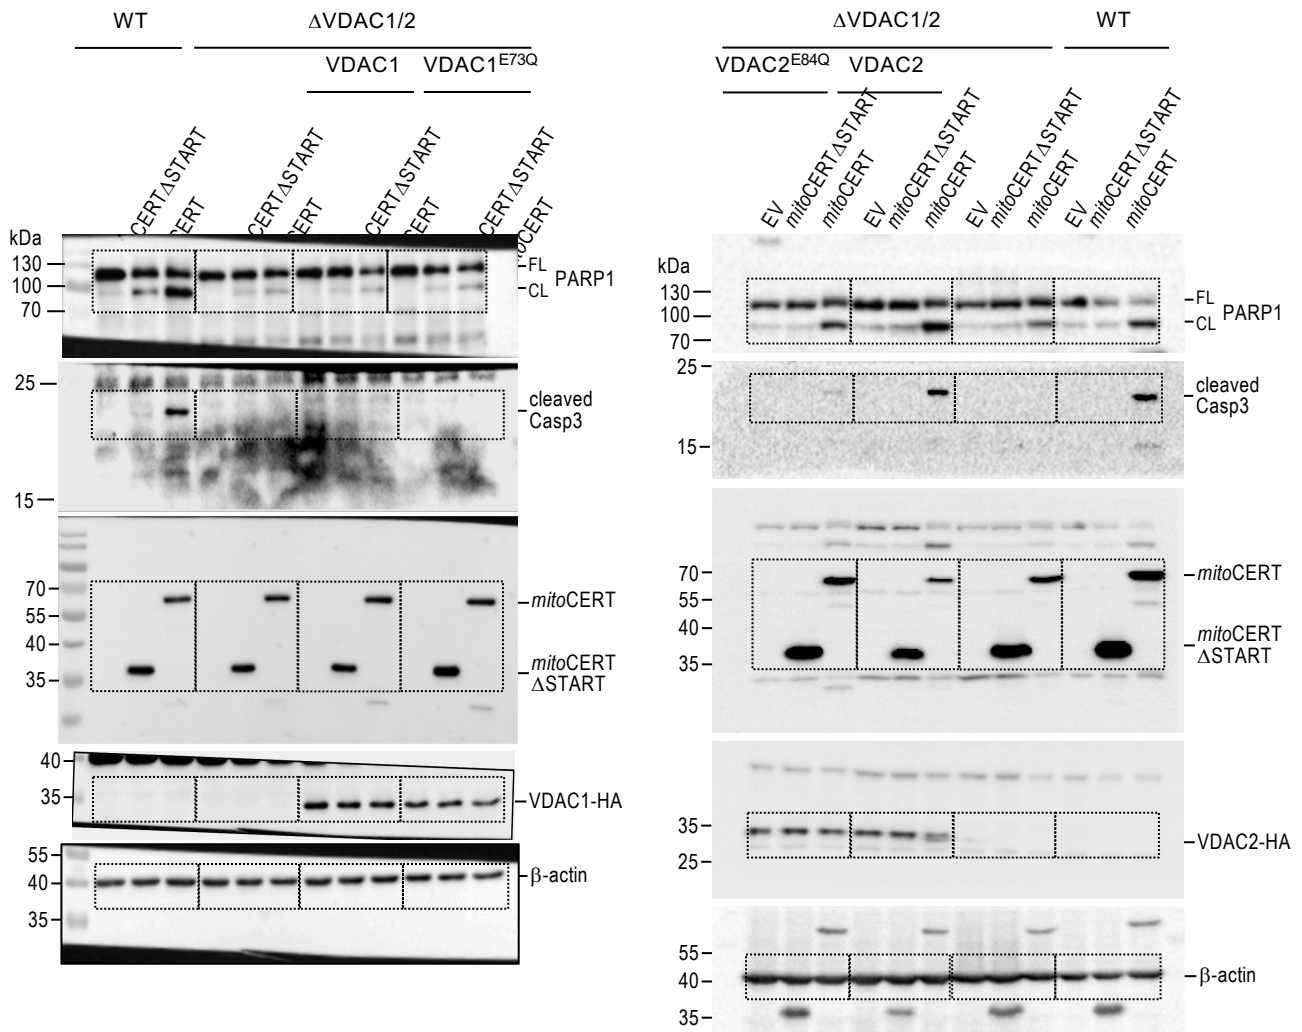 WT
ΔVDAC1/2
VDAC1
VDAC1E73Q
CERTΔSTART
CERT
CERTΔSTART
CERT
CERTΔSTART
CERT
CERTΔSTART
oCERT
kDa
130
100
70
FL
CL
PARP1
25
15
cleaved
Casp3
70
55
40
35
mitoCERT
mitoCERT
ΔSTART
40
35
VDAC1-HA
55
40
35
β-actin
ΔVDAC1/2
WT
VDAC2E84Q
VDAC2
EV
mitoCERTΔSTART
mitoCERT
EV
mitoCERTΔSTART
mitoCERT
EV
mitoCERTΔSTART
mitoCERT
EV
mitoCERTΔSTART
mitoCERT
kDa
130
100
70
FL
CL
PARP1
25
15
cleaved
Casp3
70
55
40
35
mitoCERT
mitoCERT
ΔSTART
35
25
VDAC2-HA
55
40
35
β-actin